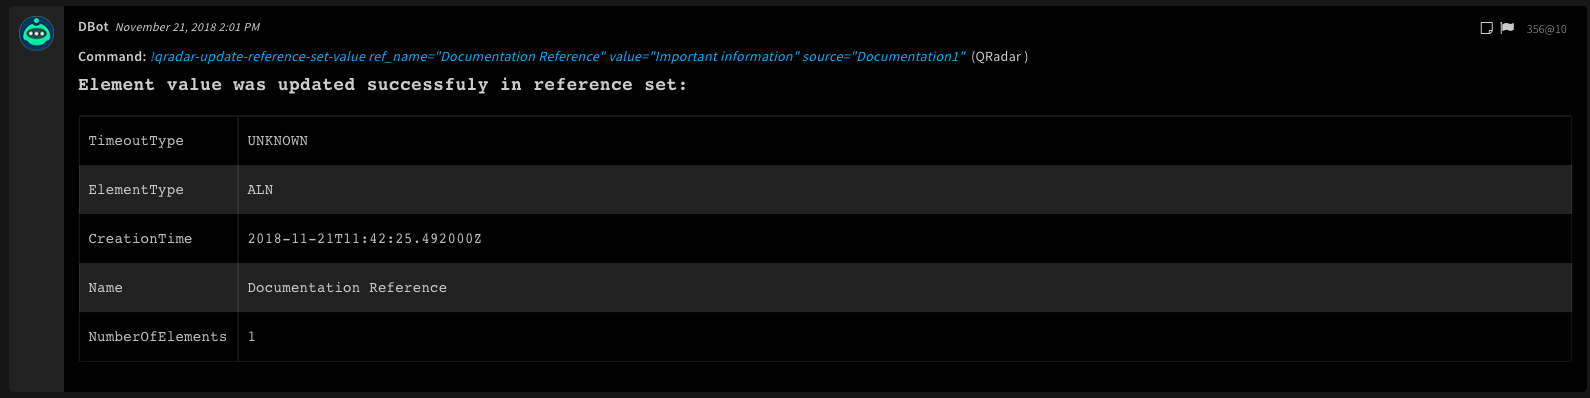 DBot November 21, 2018 2:01 PM 356@10
Command: !qradar-update-reference-set-value ref_name="Documentation Reference" value="Important information" source="Documentation1" (QRadar )
Element value was updated successfuly in reference set:
TimeoutType UNKNOWN
ElementType ALN
CreationTime 2018-11-21T11:42:25.492000Z
Name Documentation Reference
NumberOfElements 1